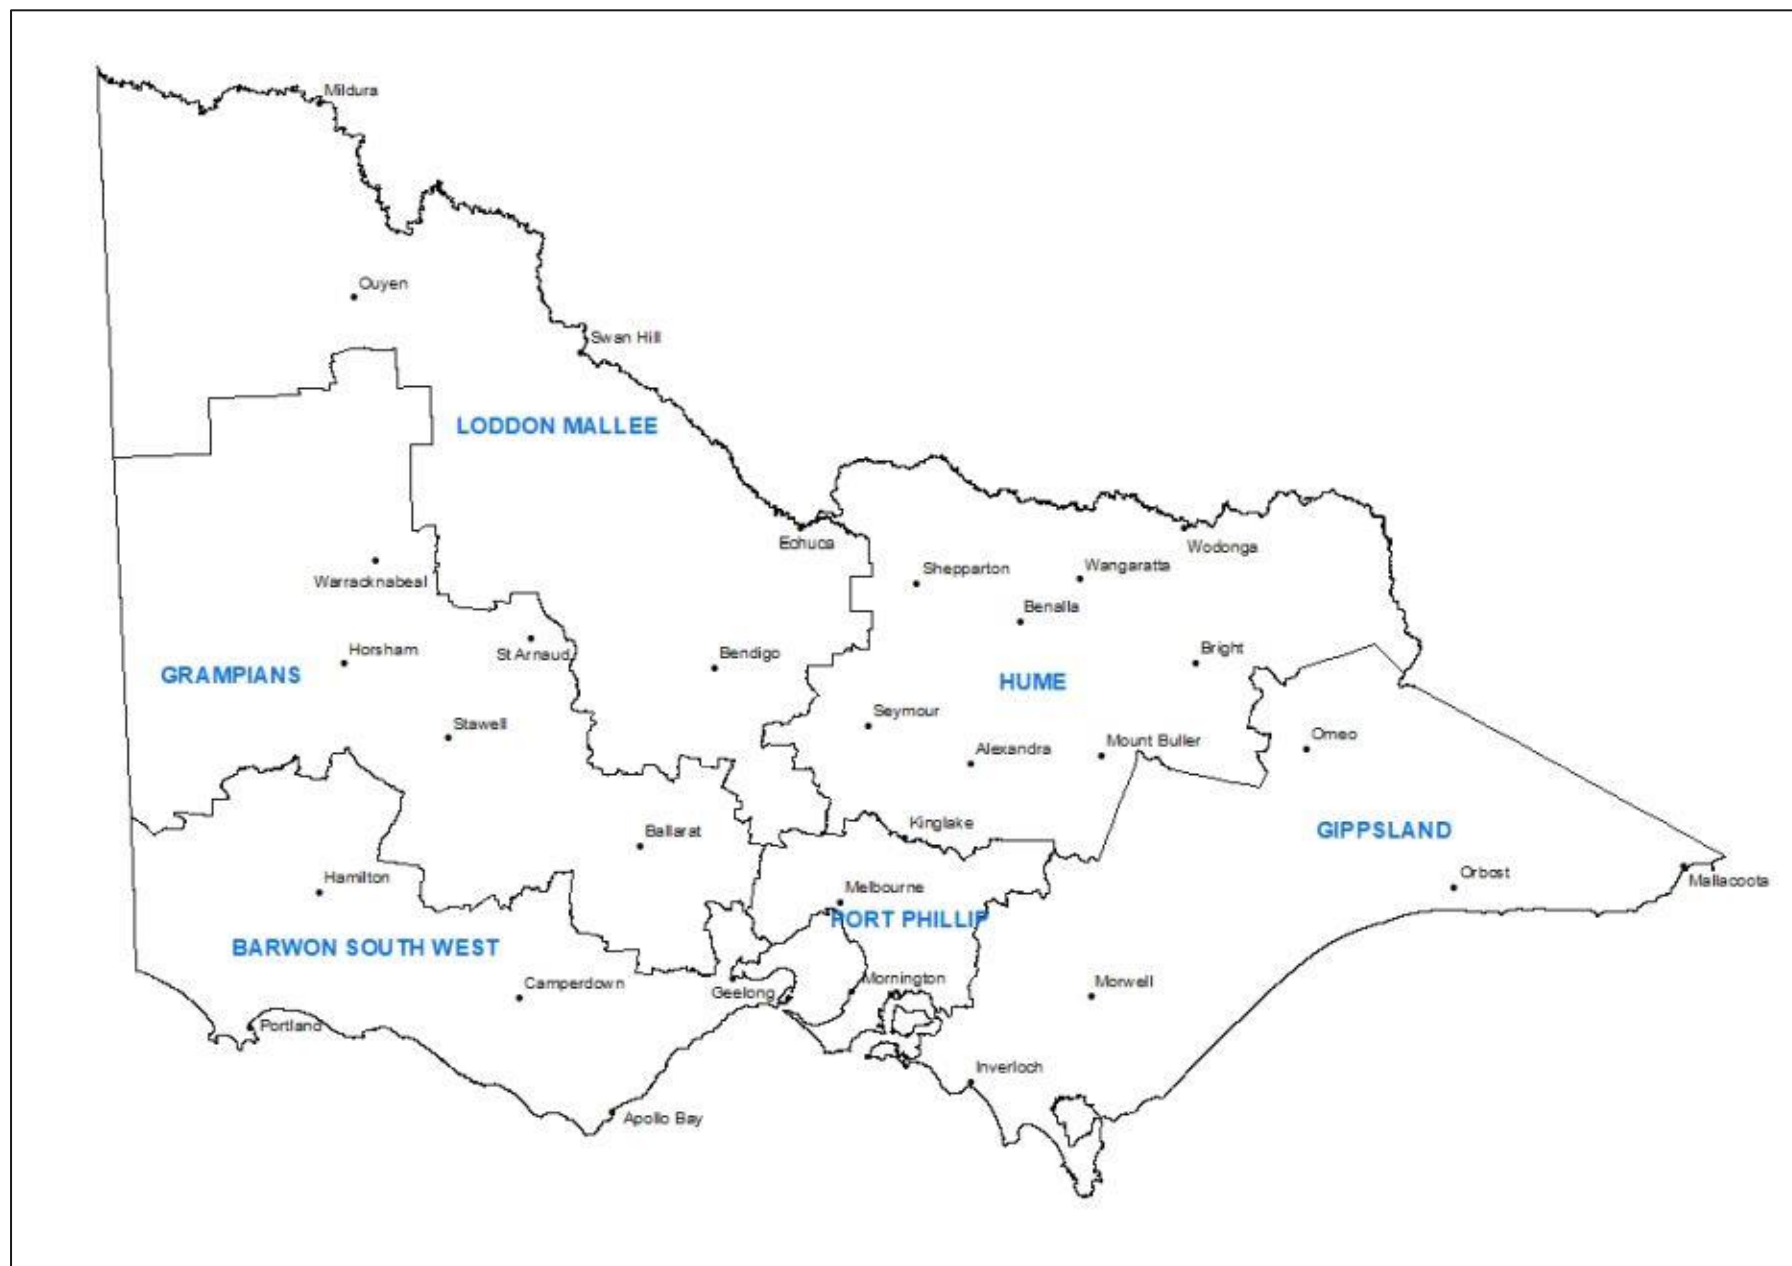 Mildura
Ouyen
Swan Hill
LODDON MALLEE
Echuca
Wodonga
Shepparton
Wangaratta
Warracknabeal
Benalla
Horsham
St Arnaud
Bendigo
Bright
GRAMPIANS
HUME
Stawell
Seymour
Alexandra
Mount Buller
Omeo
Ballarat
Kinglake
GIPPSLAND
Hamilton
Melbourne
Orbost
Mallacoota
PORT PHILLIP
BARWON SOUTH WEST
Camperdown
Geelong
Mornington
Morwell
Portland
Inverloch
Apollo Bay